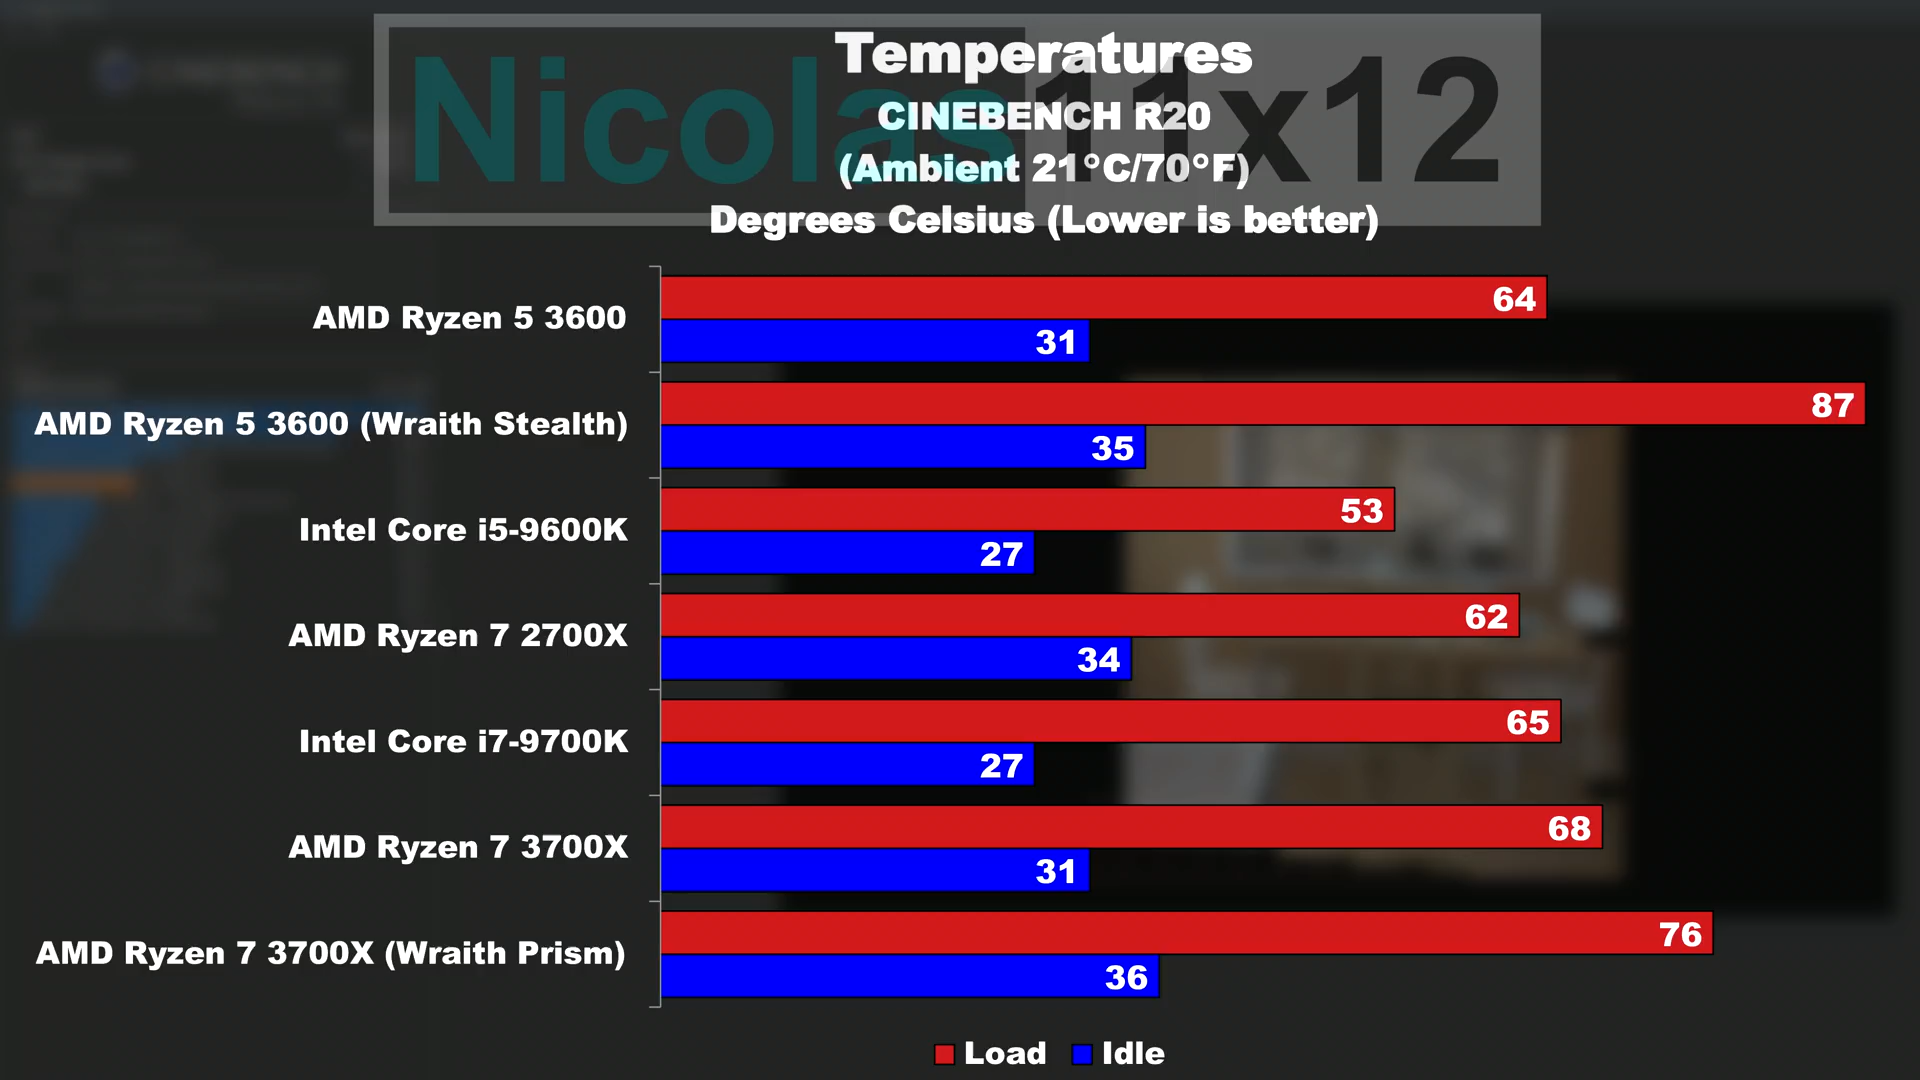 Nicolas11x12
Temperatures
CINEBENCH R20
(Ambient 21°C/70°F)
Degrees Celsius (Lower is better)
AMD Ryzen 5 3600
64
31
AMD Ryzen 5 3600 (Wraith Stealth)
87
35
Intel Core i5-9600K
53
27
AMD Ryzen 7 2700X
62
34
Intel Core i7-9700K
65
27
AMD Ryzen 7 3700X
68
31
AMD Ryzen 7 3700X (Wraith Prism)
76
36
Load Idle